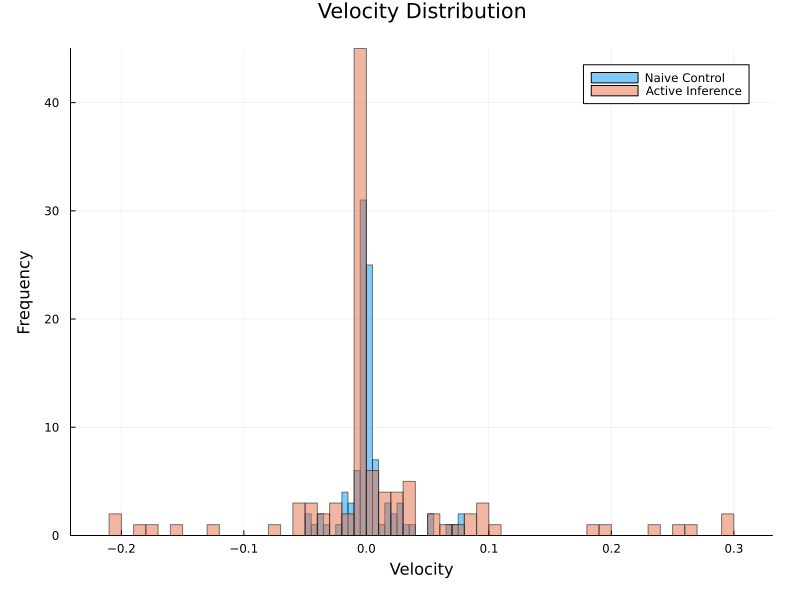 Velocity Distribution
Naive Control
Active Inference
40
30
20
10
0
Frequency
−0.2
−0.1
0.0
0.1
0.2
0.3
Velocity